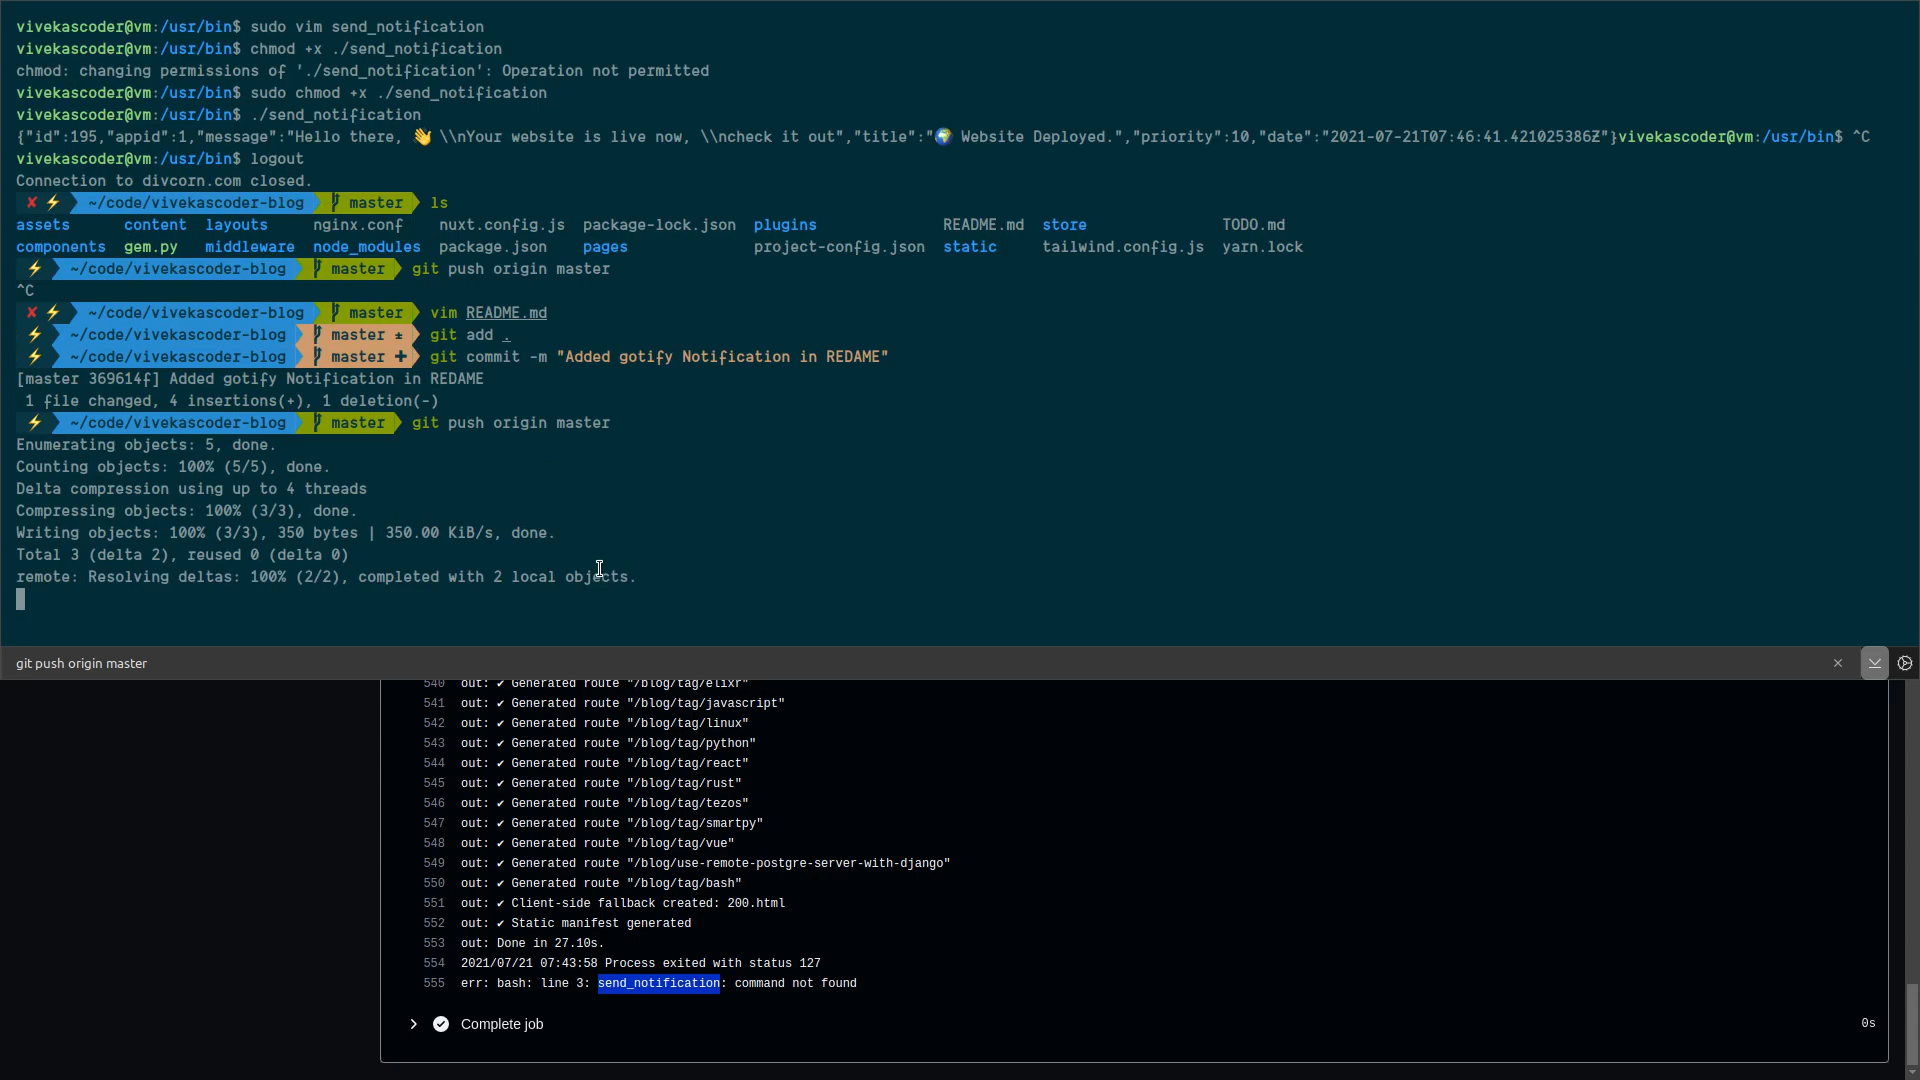 vivekascoder@vm:/usr/bin$ sudo vim send_notification
vivekascoder@vm:/usr/bin$ chmod +x ./send_notification
chmod: changing permissions of './send_notification': Operation not permitted
vivekascoder@vm:/usr/bin$ sudo chmod +x ./send_notification
vivekascoder@vm:/usr/bin$ ./send_notification
{"id":195,"appid":1,"message":"Hello there, 👋 \\nYour website is live now, \\ncheck it out","title":"🌍 Website Deployed.","priority":10,"date":"2021-07-21T07:46:41.421025386Z"}vivekascoder@vm:/usr/bin$ ^C
vivekascoder@vm:/usr/bin$ logout
Connection to divcorn.com closed.
✘ ⚡ ~/code/vivekascoder-blog master ls
assets content layouts nginx.conf nuxt.config.js package-lock.json plugins README.md store TODO.md
components gem.py middleware node_modules package.json pages project-config.json static tailwind.config.js yarn.lock
⚡ ~/code/vivekascoder-blog master git push origin master
^C
✘ ⚡ ~/code/vivekascoder-blog master vim README.md
⚡ ~/code/vivekascoder-blog master ± git add .
⚡ ~/code/vivekascoder-blog master ✚ git commit -m "Added gotify Notification in REDAME"
[master 369614f] Added gotify Notification in REDAME
1 file changed, 4 insertions(+), 1 deletion(-)
⚡ ~/code/vivekascoder-blog master git push origin master
Enumerating objects: 5, done.
Counting objects: 100% (5/5), done.
Delta compression using up to 4 threads
Compressing objects: 100% (3/3), done.
Writing objects: 100% (3/3), 350 bytes | 350.00 KiB/s, done.
Total 3 (delta 2), reused 0 (delta 0)
remote: Resolving deltas: 100% (2/2), completed with 2 local objects.
git push origin master
540 out: ✔ Generated route "/blog/tag/elixr"
541 out: ✔ Generated route "/blog/tag/javascript"
542 out: ✔ Generated route "/blog/tag/linux"
543 out: ✔ Generated route "/blog/tag/python"
544 out: ✔ Generated route "/blog/tag/react"
545 out: ✔ Generated route "/blog/tag/rust"
546 out: ✔ Generated route "/blog/tag/tezos"
547 out: ✔ Generated route "/blog/tag/smartpy"
548 out: ✔ Generated route "/blog/tag/vue"
549 out: ✔ Generated route "/blog/use-remote-postgre-server-with-django"
550 out: ✔ Generated route "/blog/tag/bash"
551 out: ✔ Client-side fallback created: 200.html
552 out: ✔ Static manifest generated
553 out: Done in 27.10s.
554 2021/07/21 07:43:58 Process exited with status 127
555 err: bash: line 3: send_notification: command not found
Complete job 0s